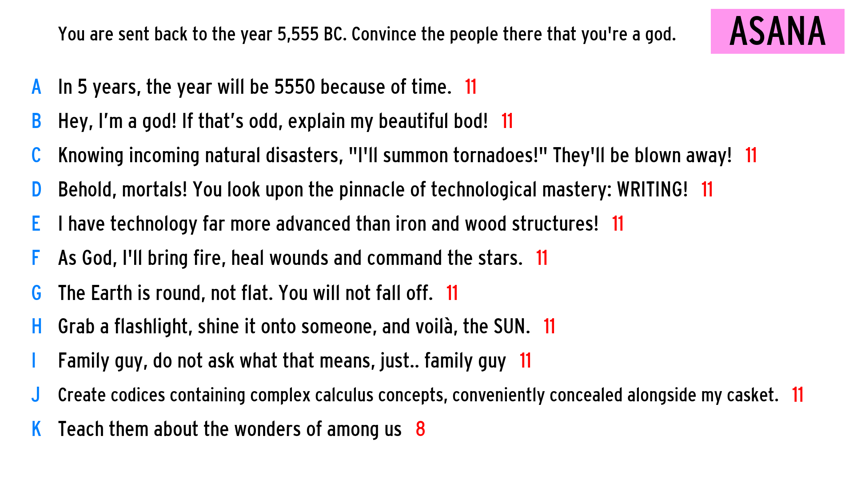 You are sent back to the year 5,555 BC. Convince the people there that you're a god.
ASANA
A In 5 years, the year will be 5550 because of time. 11
B Hey, I’m a god! If that’s odd, explain my beautiful bod! 11
C Knowing incoming natural disasters, "I'll summon tornadoes!" They'll be blown away! 11
D Behold, mortals! You look upon the pinnacle of technological mastery: WRITING! 11
E I have technology far more advanced than iron and wood structures! 11
F As God, I'll bring fire, heal wounds and command the stars. 11
G The Earth is round, not flat. You will not fall off. 11
H Grab a flashlight, shine it onto someone, and voilà, the SUN. 11
I Family guy, do not ask what that means, just.. family guy 11
J Create codices containing complex calculus concepts, conveniently concealed alongside my casket. 11
K Teach them about the wonders of among us 8